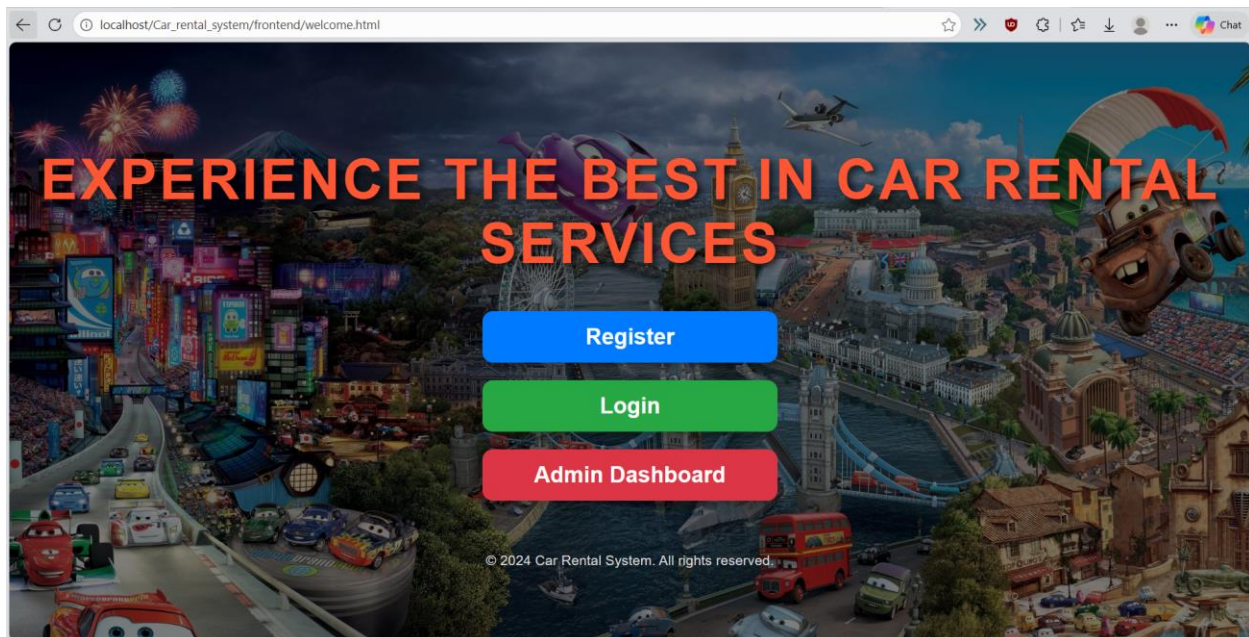 localhost/Car_rental_system/frontend/welcome.html
Chat
EXPERIENCE THE BEST IN CAR RENTAL
SERVICES
Register
Login
Admin Dashboard
© 2024 Car Rental System. All rights reserved.